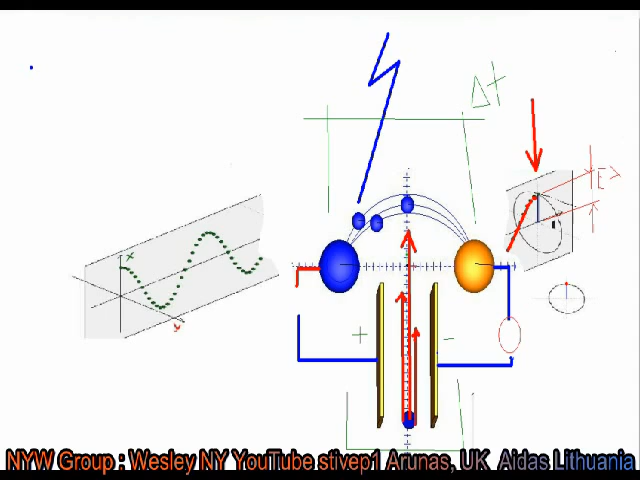 Δt
E
x
y
+ -
NYW Group : Wesley NY YouTube stivep1 Arunas, UK Aidas Lithuania